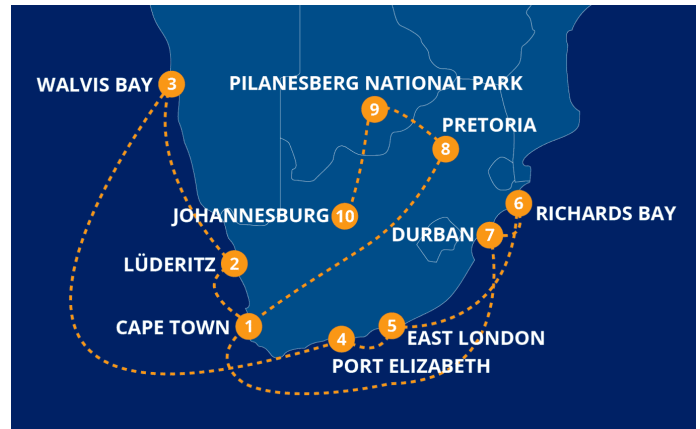 WALVIS BAY 3
PILANESBERG NATIONAL PARK
9
PRETORIA
8
JOHANNESBURG 10
6
RICHARDS BAY
DURBAN 7
LÜDERITZ 2
CAPE TOWN 1
4
5
EAST LONDON
PORT ELIZABETH